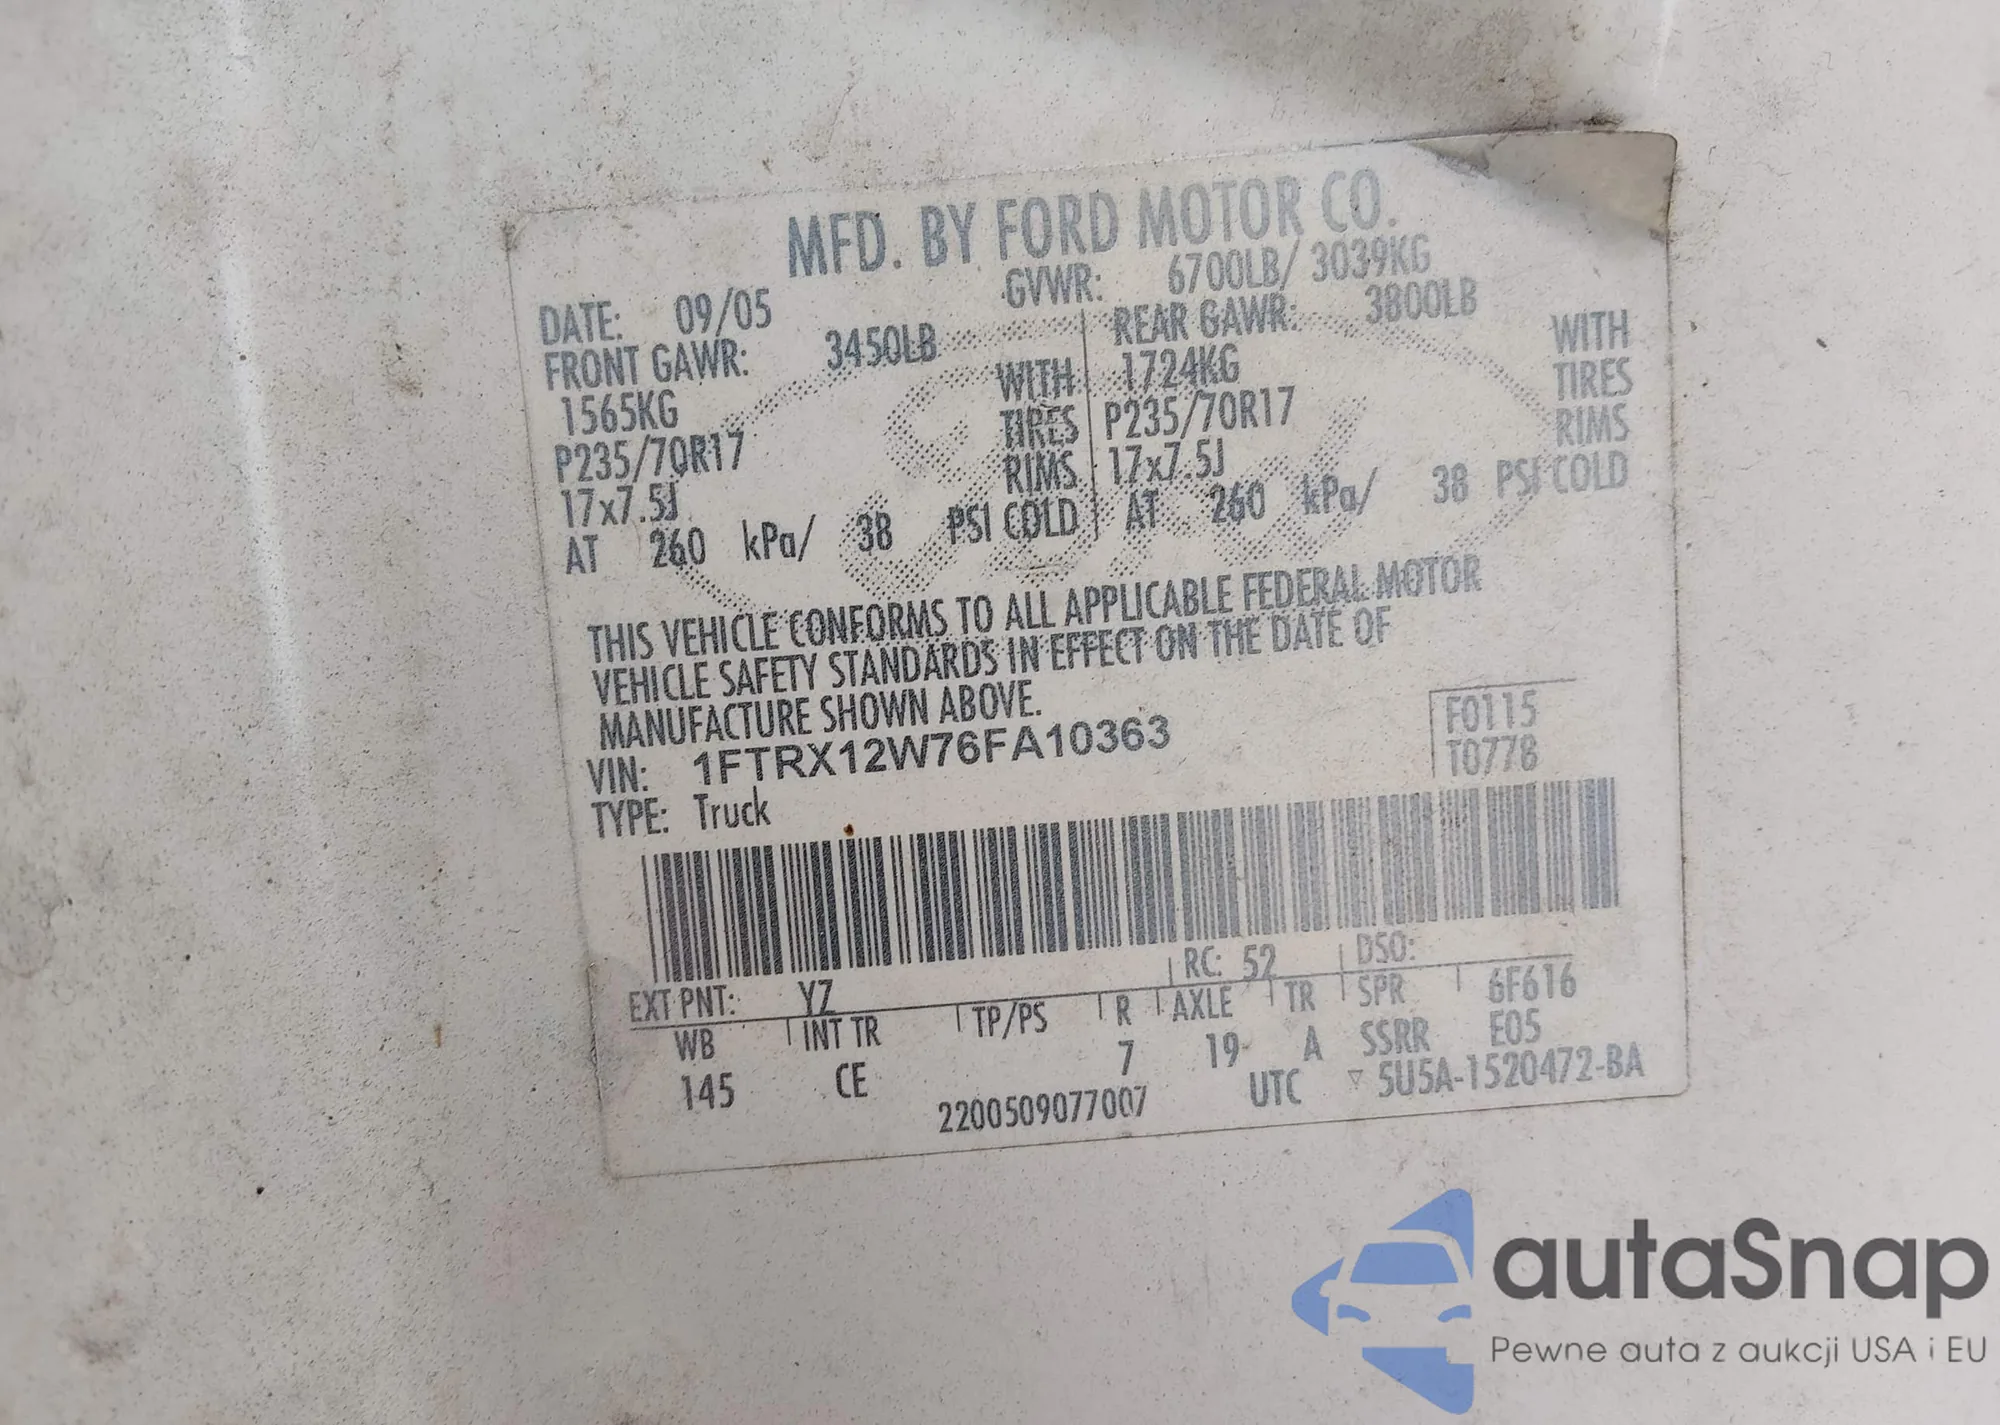 MFD. BY FORD MOTOR CO.
DATE: 09/05 GVWR: 6700LB/ 3039KG
FRONT GAWR: 3450LB REAR GAWR: 3800LB
1565KG WITH 1724KG WITH
P235/70R17 TIRES P235/70R17 TIRES
17x7.5J RIMS 17x7.5J RIMS
AT 260 kPa/ 38 PSI COLD AT 260 kPa/ 38 PSI COLD
THIS VEHICLE CONFORMS TO ALL APPLICABLE FEDERAL MOTOR
VEHICLE SAFETY STANDARDS IN EFFECT ON THE DATE OF
MANUFACTURE SHOWN ABOVE.
VIN: 1FTRX12W76FA10363
F0115
T0778
TYPE: Truck
EXT PNT: YZ RC: 52 DSO:
WB INT TR TP/PS R AXLE TR SPR 6F616
145 CE 7 19 A SSRR E05
2200509077007 UTC ▽ 5U5A-1520472-BA
autaSnap
Pewne auta z aukcji USA i EU